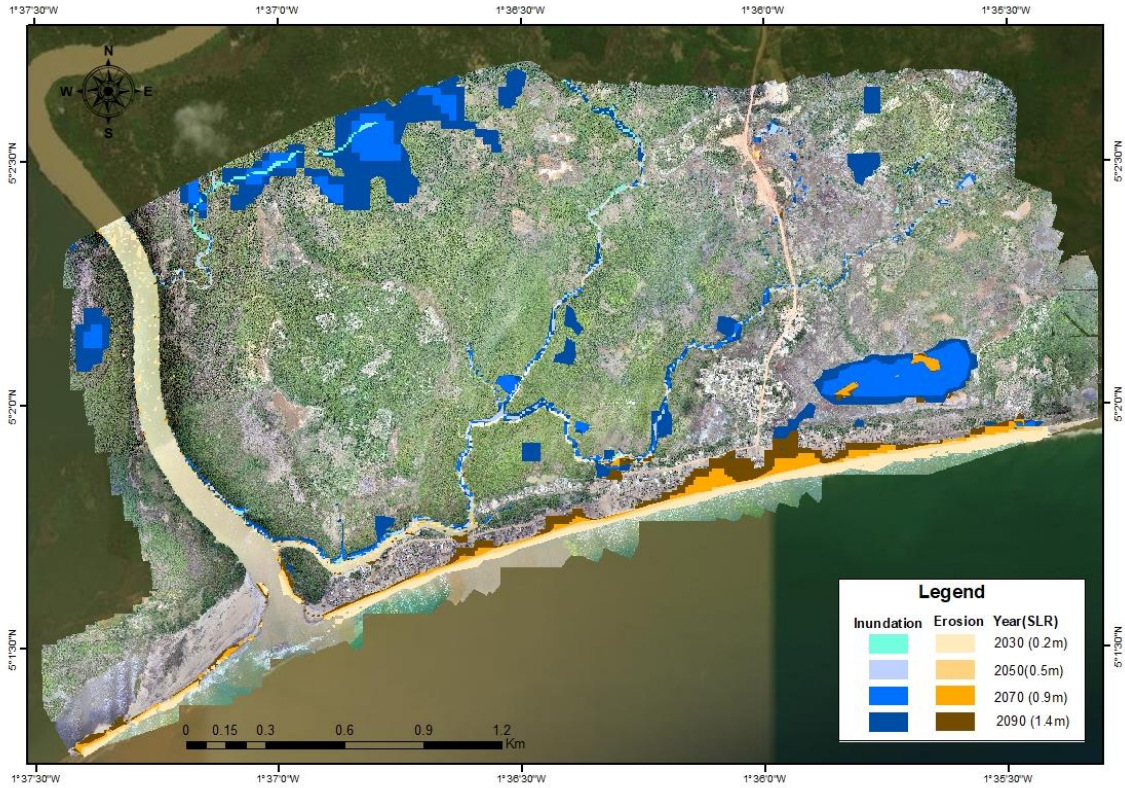 1°37'30"W 1°37'0"W 1°36'30"W 1°36'0"W 1°35'30"W
N
W E
S
5°2'30"N 5°2'30"N
5°2'0"N 5°2'0"N
5°1'30"N 5°1'30"N
Legend
Inundation Erosion Year(SLR)
2030 (0.2m)
2050(0.5m)
2070 (0.9m)
2090 (1.4m)
0 0.15 0.3 0.6 0.9 1.2
Km
1°37'30"W 1°37'0"W 1°36'30"W 1°36'0"W 1°35'30"W